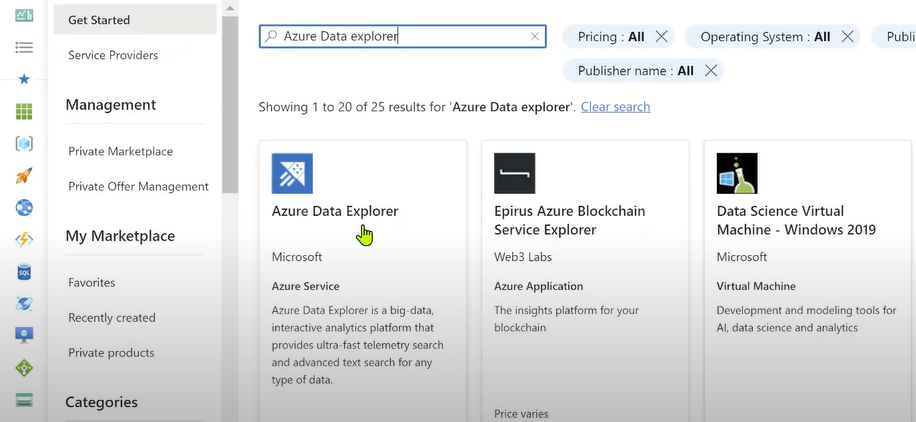 Get Started
Service Providers
Management
Private Marketplace
Private Offer Management
My Marketplace
Favorites
Recently created
Private products
Categories
SQL
Azure Data explorer
Pricing : All
Operating System : All
Publi
Publisher name : All
Showing 1 to 20 of 25 results for 'Azure Data explorer'. Clear search
Azure Data Explorer
Microsoft
Azure Service
Azure Data Explorer is a big-data,
interactive analytics platform that
provides ultra-fast telemetry search
and advanced text search for any
type of data.
Epirus Azure Blockchain
Service Explorer
Web3 Labs
Azure Application
The insights platform for your
blockchain
Price varies
Data Science Virtual
Machine - Windows 2019
Microsoft
Virtual Machine
Development and modeling tools for
AI, data science and analytics